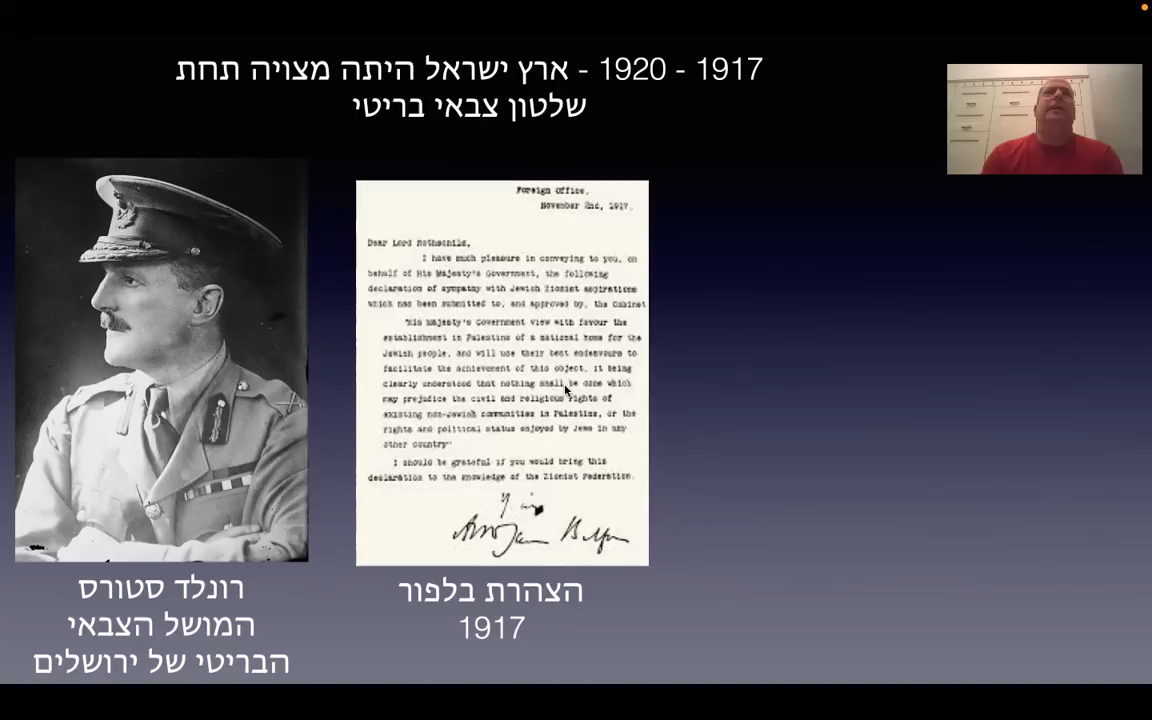 1917 - 1920 - ארץ ישראל היתה מצויה תחת
שלטון צבאי בריטי
Foreign Office,
November 2nd, 1917.
Dear Lord Rothschild,
I have much pleasure in conveying to you, on
behalf of His Majesty's Government, the following
declaration of sympathy with Jewish Zionist aspirations
which has been submitted to, and approved by, the Cabinet
"His Majesty's Government view with favour the
establishment in Palestine of a national home for the
Jewish people, and will use their best endeavours to
facilitate the achievement of this object, it being
clearly understood that nothing shall be done which
may prejudice the civil and religious rights of
existing non-Jewish communities in Palestine, or the
rights and political status enjoyed by Jews in any
other country"
I should be grateful if you would bring this
declaration to the knowledge of the Zionist Federation.
רונלד סטורס
המושל הצבאי
הבריטי של ירושלים
הצהרת בלפור
1917